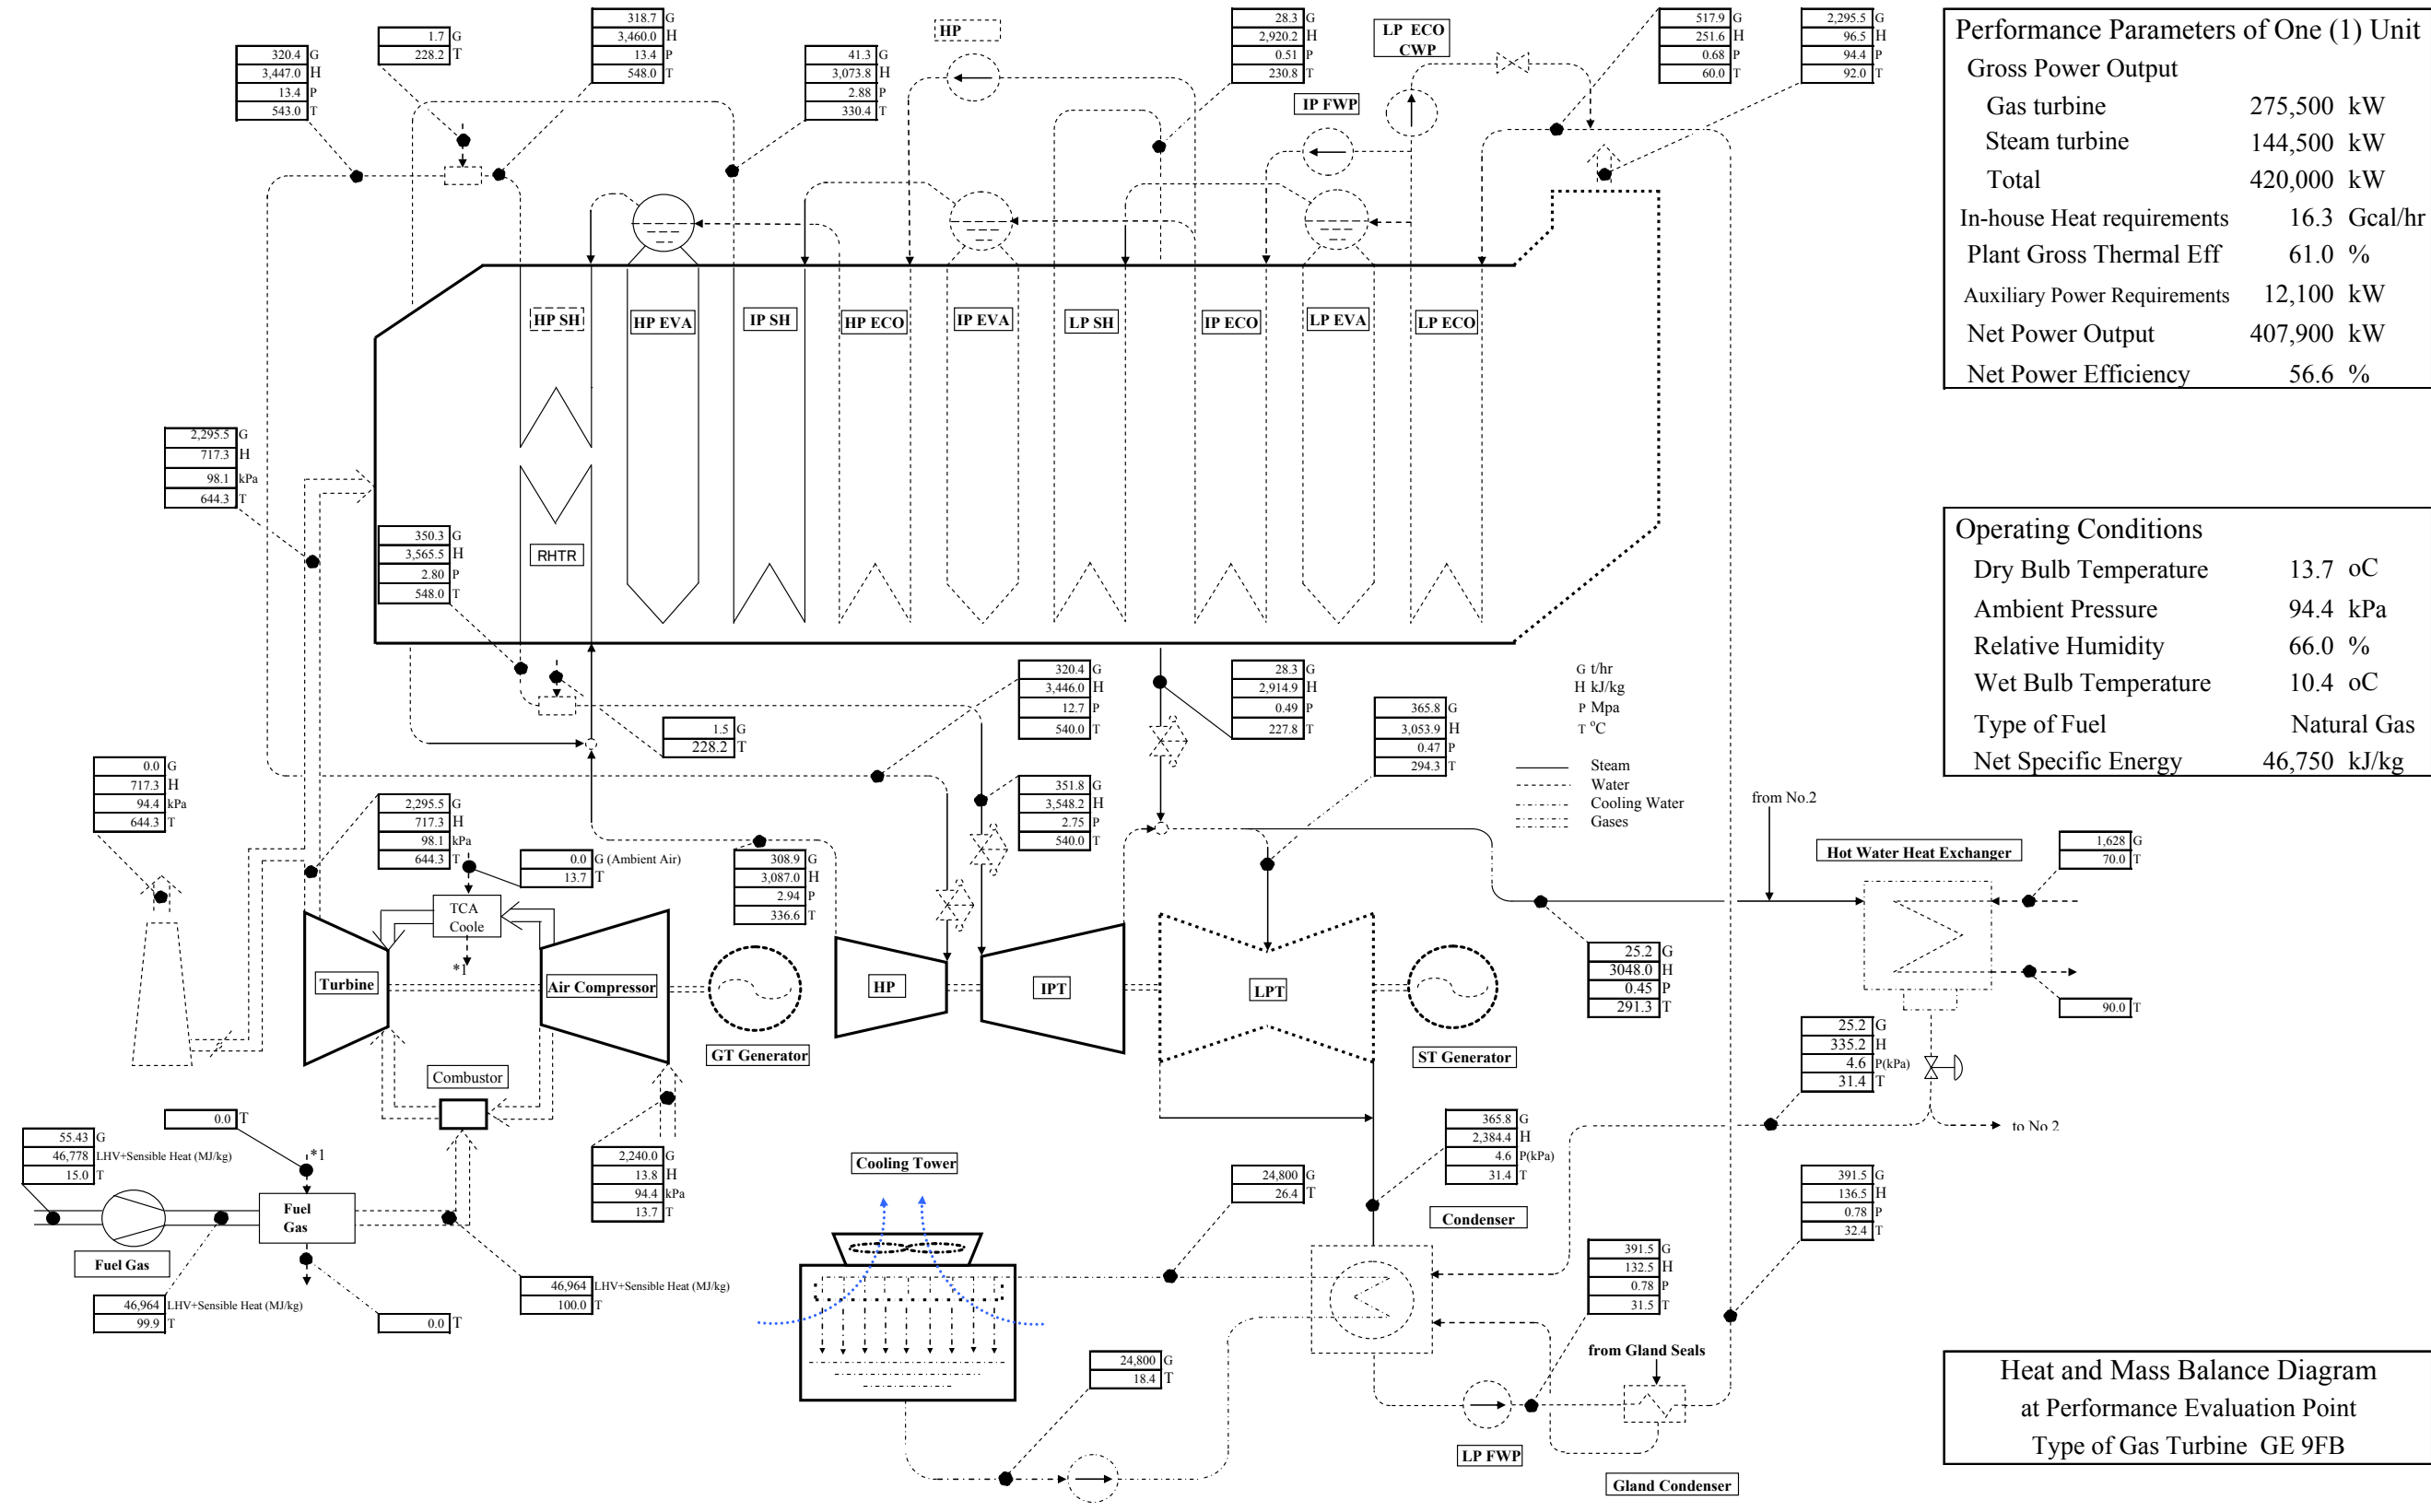 320.4 G
3,447.0 H
13.4 P
543.0 T
1.7 G
228.2 T
318.7 G
3,460.0 H
13.4 P
548.0 T
41.3 G
3,073.8 H
2.88 P
330.4 T
HP
28.3 G
2,920.2 H
0.51 P
230.8 T
IP FWP
LP ECO
CWP
517.9 G
251.6 H
0.68 P
60.0 T
2,295.5 G
96.5 H
94.4 P
92.0 T
Performance Parameters of One (1) Unit
Gross Power Output
Gas turbine 275,500 kW
Steam turbine 144,500 kW
Total 420,000 kW
In-house Heat requirements 16.3 Gcal/hr
Plant Gross Thermal Eff 61.0 %
Auxiliary Power Requirements 12,100 kW
Net Power Output 407,900 kW
Net Power Efficiency 56.6 %
HP SH
HP EVA
IP SH
HP ECO
IP EVA
LP SH
IP ECO
LP EVA
LP ECO
2,295.5 G
717.3 H
98.1 kPa
644.3 T
350.3 G
3,565.5 H
2.80 P
548.0 T
RHTR
Operating Conditions
Dry Bulb Temperature 13.7 oC
Ambient Pressure 94.4 kPa
Relative Humidity 66.0 %
Wet Bulb Temperature 10.4 oC
Type of Fuel Natural Gas
Net Specific Energy 46,750 kJ/kg
1.5 G
228.2 T
320.4 G
3,446.0 H
12.7 P
540.0 T
28.3 G
2,914.9 H
0.49 P
227.8 T
365.8 G
3,053.9 H
0.47 P
294.3 T
G t/hr
H kJ/kg
P Mpa
T °C
Steam
Water
Cooling Water
Gases
0.0 G
717.3 H
94.4 kPa
644.3 T
2,295.5 G
717.3 H
98.1 kPa
644.3 T
0.0 G (Ambient Air)
13.7 T
308.9 G
3,087.0 H
2.94 P
336.6 T
351.8 G
3,548.2 H
2.75 P
540.0 T
from No.2
Hot Water Heat Exchanger
1,628 G
70.0 T
90.0 T
TCA
Coole
*1
Turbine
Air Compressor
GT Generator
HP
IPT
LPT
ST Generator
25.2 G
3048.0 H
0.45 P
291.3 T
25.2 G
335.2 H
4.6 P(kPa)
31.4 T
to No 2
Combustor
0.0 T
*1
55.43 G
46,778 LHV+Sensible Heat (MJ/kg)
15.0 T
Fuel Gas
Fuel
Gas
46,964 LHV+Sensible Heat (MJ/kg)
99.9 T
0.0 T
46,964 LHV+Sensible Heat (MJ/kg)
100.0 T
2,240.0 G
13.8 H
94.4 kPa
13.7 T
Cooling Tower
24,800 G
26.4 T
24,800 G
18.4 T
365.8 G
2,384.4 H
4.6 P(kPa)
31.4 T
Condenser
391.5 G
132.5 H
0.78 P
31.5 T
391.5 G
136.5 H
0.78 P
32.4 T
from Gland Seals
LP FWP
Gland Condenser
Heat and Mass Balance Diagram
at Performance Evaluation Point
Type of Gas Turbine GE 9FB